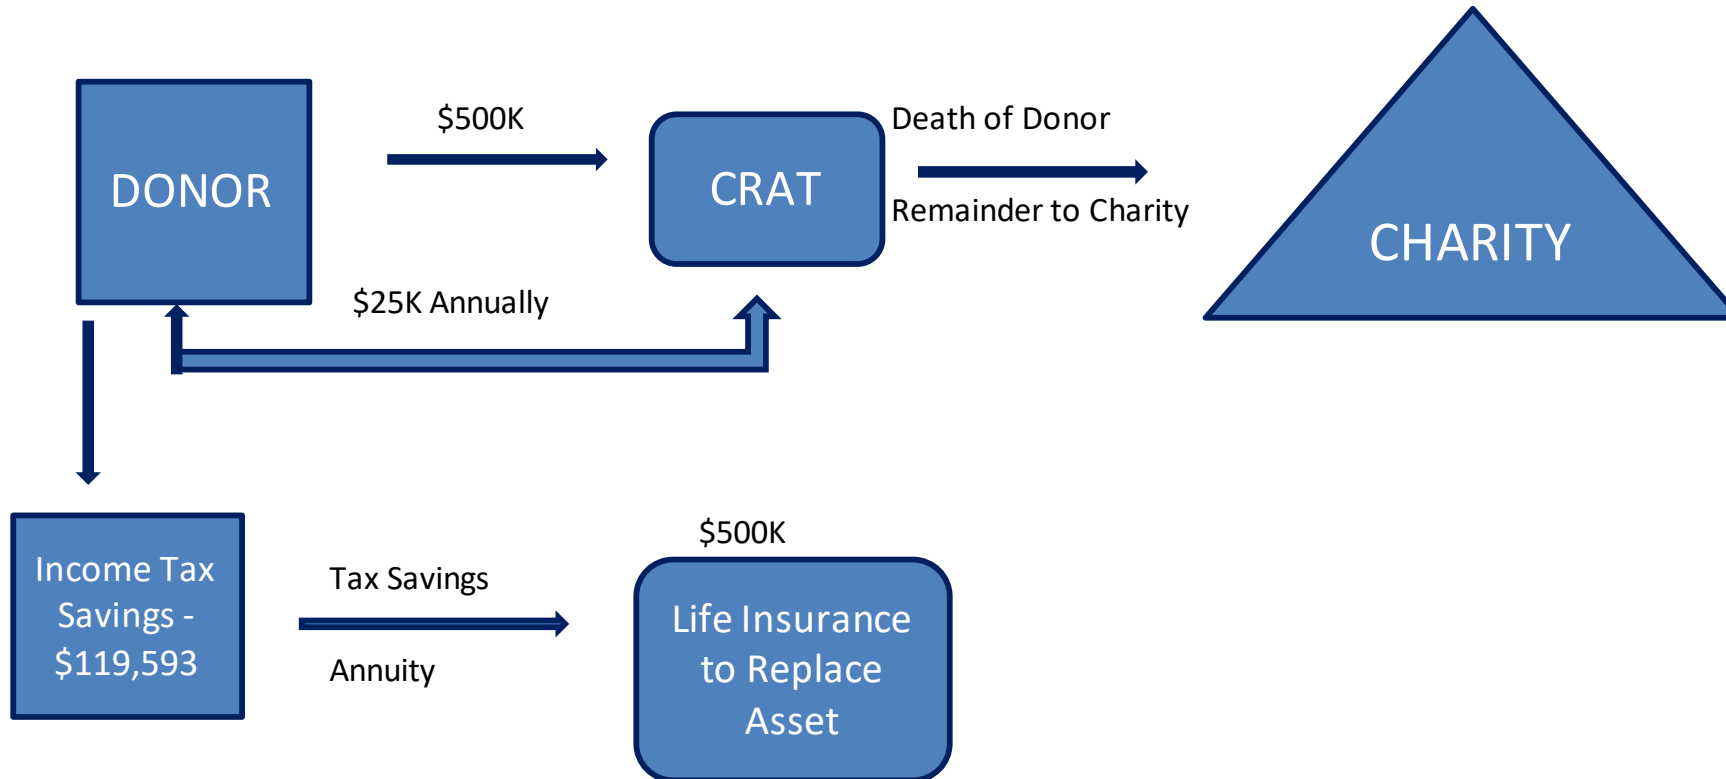 DONOR
$500K
CRAT
Death of Donor
Remainder to Charity
CHARITY
$25K Annually
Income Tax
Savings -
$119,593
Tax Savings
Annuity
$500K
Life Insurance
to Replace
Asset